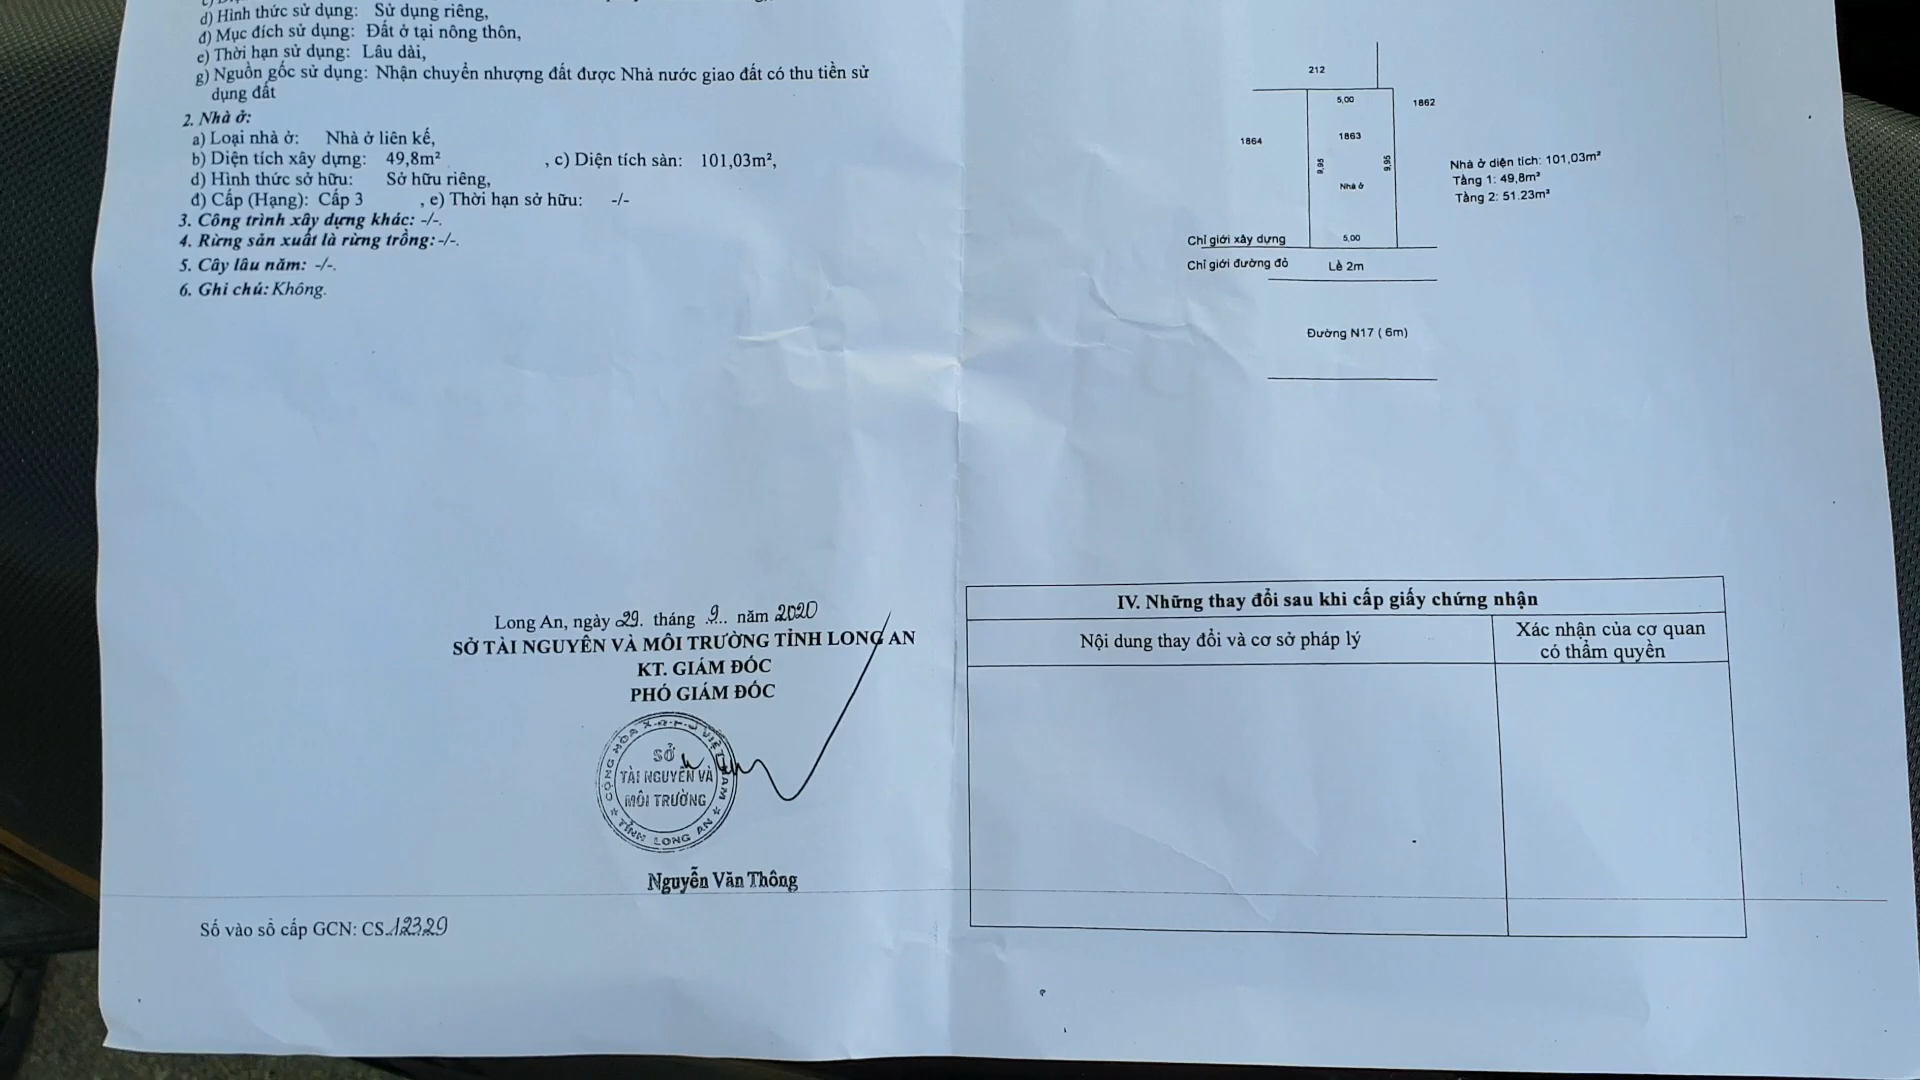 d) Hình thức sử dụng: Sử dụng riêng,
đ) Mục đích sử dụng: Đất ở tại nông thôn,
e) Thời hạn sử dụng: Lâu dài,
g) Nguồn gốc sử dụng: Nhận chuyển nhượng đất được Nhà nước giao đất có thu tiền sử
dụng đất
2. Nhà ở:
a) Loại nhà ở: Nhà ở liên kế,
b) Diện tích xây dựng: 49,8m² , c) Diện tích sàn: 101,03m²,
d) Hình thức sở hữu: Sở hữu riêng,
đ) Cấp (Hạng): Cấp 3 , e) Thời hạn sở hữu: -/-
3. Công trình xây dựng khác: -/-.
4. Rừng sản xuất là rừng trồng: -/-.
5. Cây lâu năm: -/-.
6. Ghi chú: Không.
Long An, ngày 29. tháng .9.. năm 2020
SỞ TÀI NGUYÊN VÀ MÔI TRƯỜNG TỈNH LONG AN
KT. GIÁM ĐỐC
PHÓ GIÁM ĐỐC
CỘNG HÒA X.H.C.N VIỆT NAM
SỞ
TÀI NGUYÊN VÀ
MÔI TRƯỜNG
TỈNH LONG AN
Nguyễn Văn Thông
Số vào sổ cấp GCN: CS.12329
212
5,00
1862
1864
1863
9,95
9,95
Nhà ở
Nhà ở diện tích: 101,03m²
Tầng 1: 49,8m²
Tầng 2: 51.23m²
Chỉ giới xây dựng
5,00
Chỉ giới đường đỏ
Lề 2m
Đường N17 ( 6m)
IV. Những thay đổi sau khi cấp giấy chứng nhận
Nội dung thay đổi và cơ sở pháp lý
Xác nhận của cơ quan
có thẩm quyền